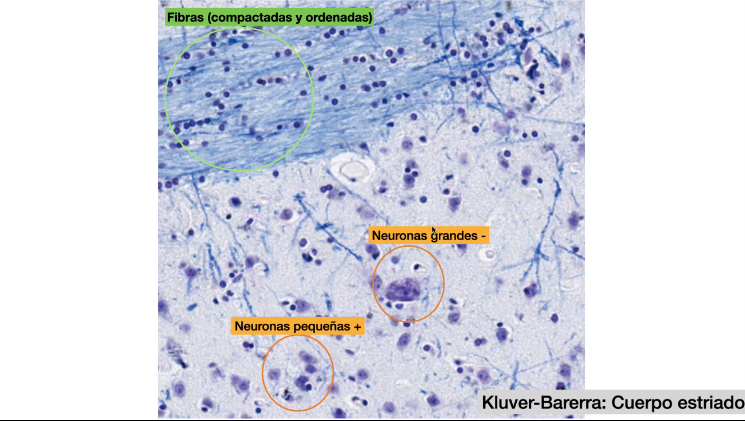 Fibras (compactadas y ordenadas)
Neuronas grandes -
Neuronas pequeñas +
Kluver-Barerra: Cuerpo estriado